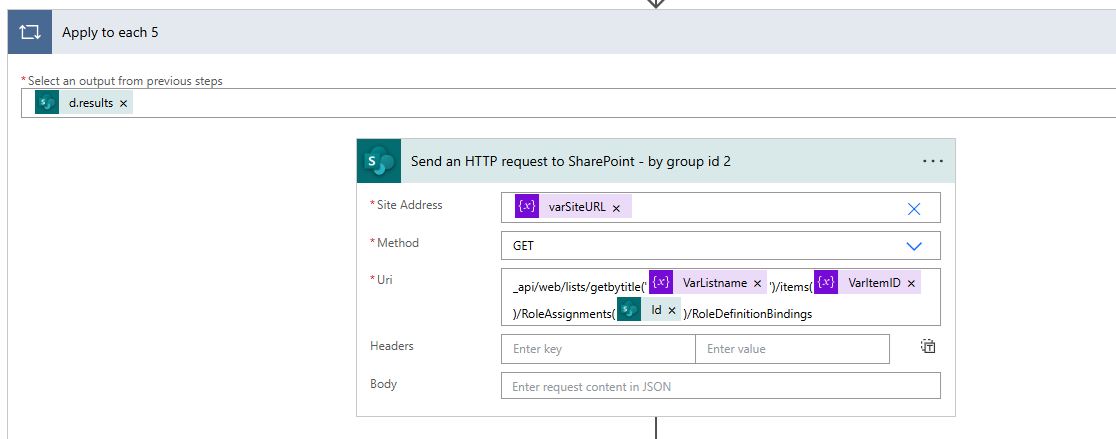 Apply to each 5
* Select an output from previous steps
d.results ×
Send an HTTP request to SharePoint - by group id 2 ...
* Site Address
{x} varSiteURL ×
* Method
GET
* Uri
_api/web/lists/getbytitle(' {x} VarListname × ')/items( {x} VarItemID ×
)/RoleAssignments( Id × )/RoleDefinitionBindings
Headers
Enter key
Enter value
Body
Enter request content in JSON